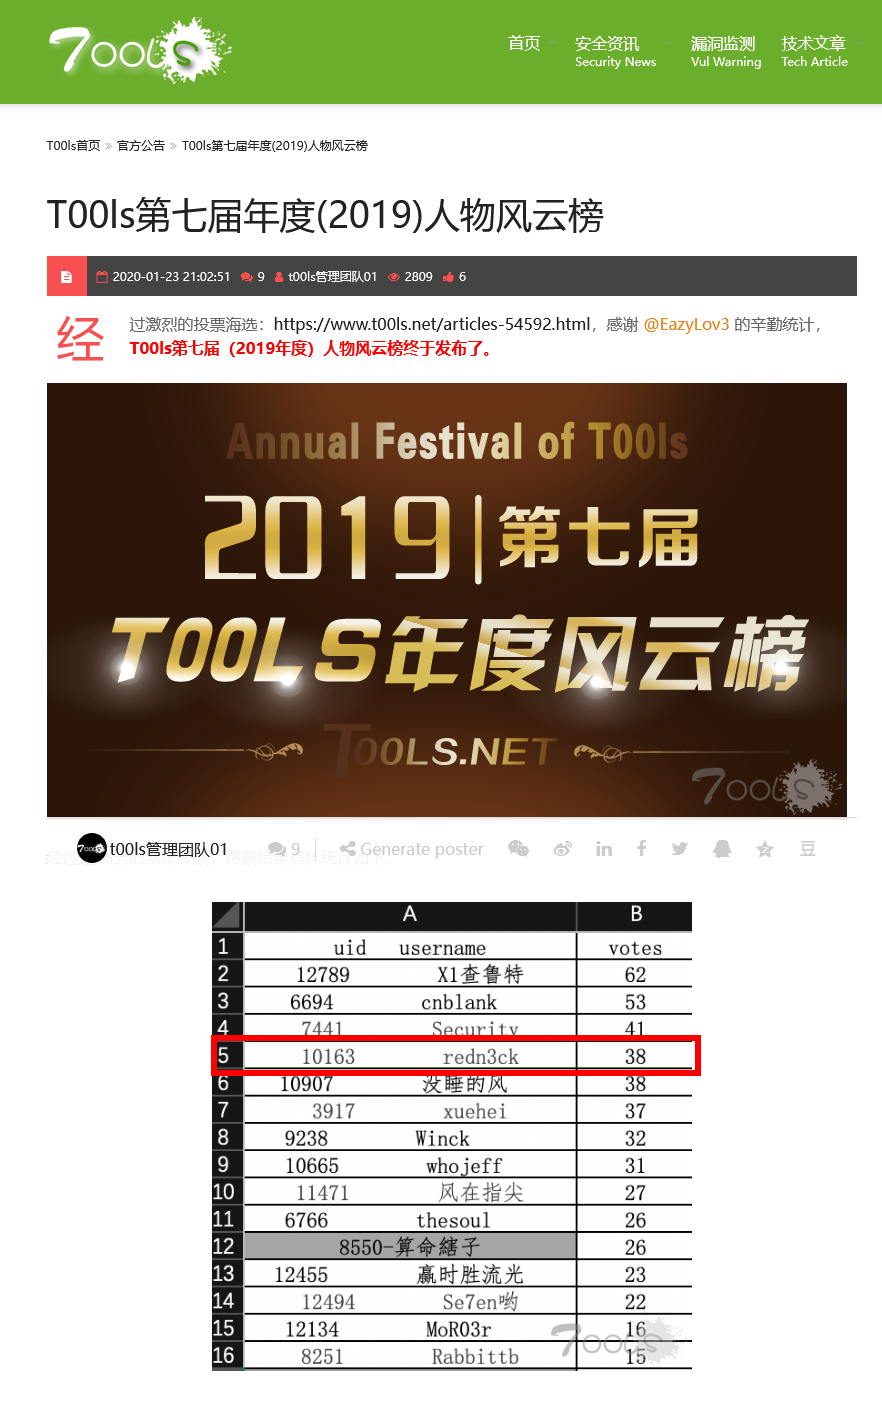 T00ls
首页
安全资讯
Security News
漏洞监测
Vul Warning
技术文章
Tech Article
T00ls首页 » 官方公告 » T00ls第七届年度(2019)人物风云榜
T00ls第七届年度(2019)人物风云榜
2020-01-23 21:02:51 9 t00ls管理团队01 2809 6
经过激烈的投票海选：https://www.t00ls.net/articles-54592.html，感谢 @EazyLov3 的辛勤统计，
T00ls第七届（2019年度）人物风云榜终于发布了。
Annual Festival of T00ls
2019|第七届
T00LS年度风云榜
T00LS.NET
T00ls
t00ls管理团队01 9 Generate poster
A B
1 uid username votes
2 12789 X1查鲁特 62
3 6694 cnblank 53
4 7441 Security 41
5 10163 redn3ck 38
6 10907 没睡的风 38
7 3917 xuehei 37
8 9238 Winck 32
9 10665 whojeff 31
10 11471 风在指尖 27
11 6766 thesoul 26
12 8550-算命縖子 26
13 12455 赢时胜流光 23
14 12494 Se7en哟 22
15 12134 MoR03r 16
16 8251 Rabbittb 15
T00ls